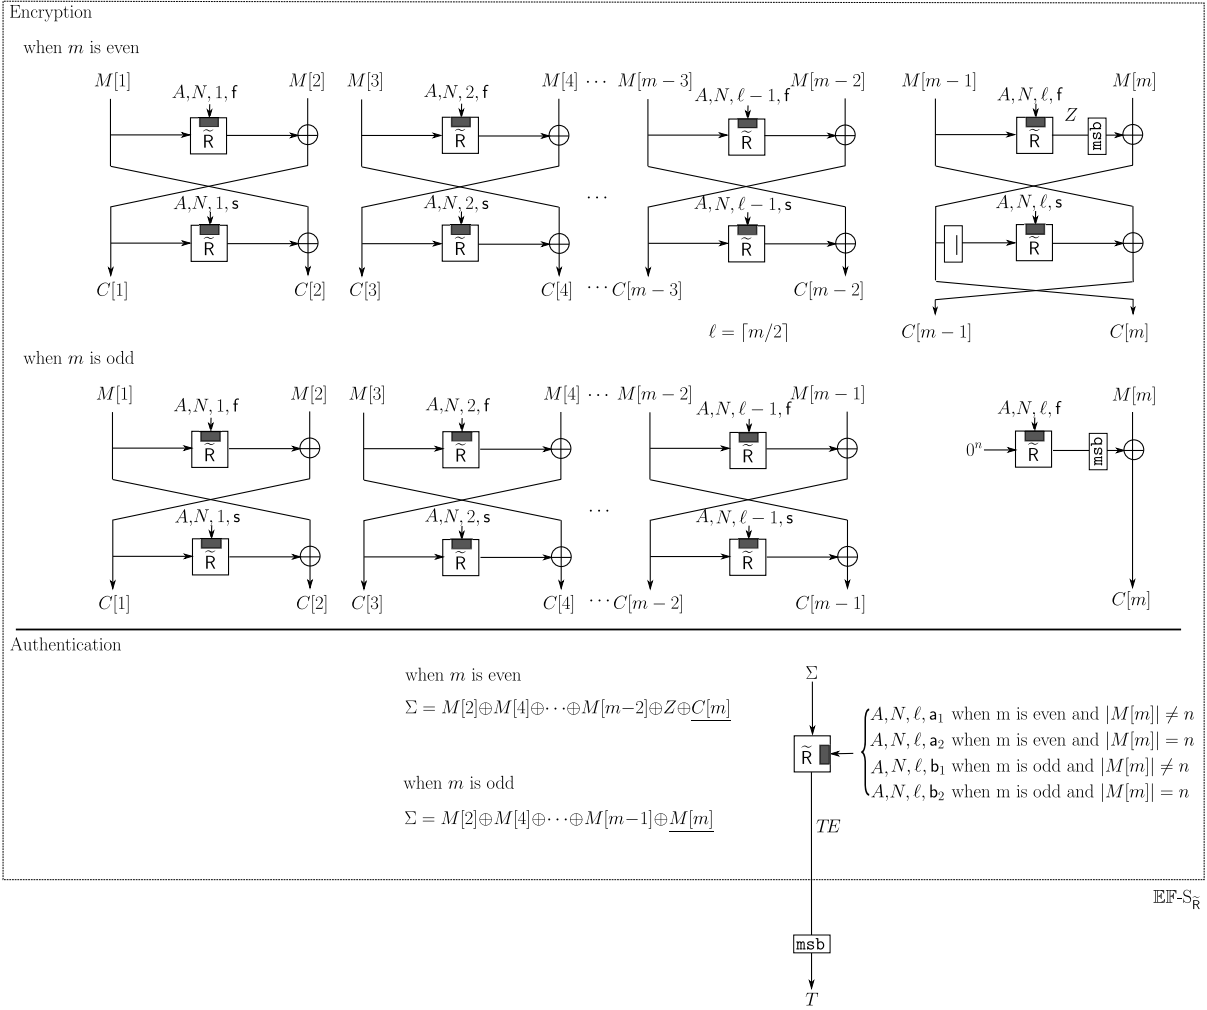 Encryption
when m is even
M[1] M[2] M[3] M[4] ⋯ M[m−3] M[m−2] M[m−1] M[m]
A,N,1,f A,N,2,f A,N,ℓ−1,f A,N,ℓ,f
Z
R̃ R̃ R̃ R̃ msb
⋯
A,N,1,s A,N,2,s A,N,ℓ−1,s A,N,ℓ,s
R̃ R̃ R̃ | R̃
C[1] C[2] C[3] C[4] ⋯ C[m−3] C[m−2]
C[m−1] C[m]
ℓ = ⌈m/2⌉
when m is odd
M[1] M[2] M[3] M[4] ⋯ M[m−2] M[m−1] M[m]
A,N,1,f A,N,2,f A,N,ℓ−1,f A,N,ℓ,f
R̃ R̃ R̃ 0ⁿ R̃ msb
⋯
A,N,1,s A,N,2,s A,N,ℓ−1,s
R̃ R̃ R̃
C[1] C[2] C[3] C[4] ⋯ C[m−2] C[m−1] C[m]
Authentication
when m is even
Σ = M[2]⊕M[4]⊕⋯⊕M[m−2]⊕Z⊕C[m]
when m is odd
Σ = M[2]⊕M[4]⊕⋯⊕M[m−1]⊕M[m]
Σ
R̃
A,N,ℓ,a₁ when m is even and |M[m]| ≠ n
A,N,ℓ,a₂ when m is even and |M[m]| = n
A,N,ℓ,b₁ when m is odd and |M[m]| ≠ n
A,N,ℓ,b₂ when m is odd and |M[m]| = n
TE
𝔼𝔽-S_R̃
msb
T